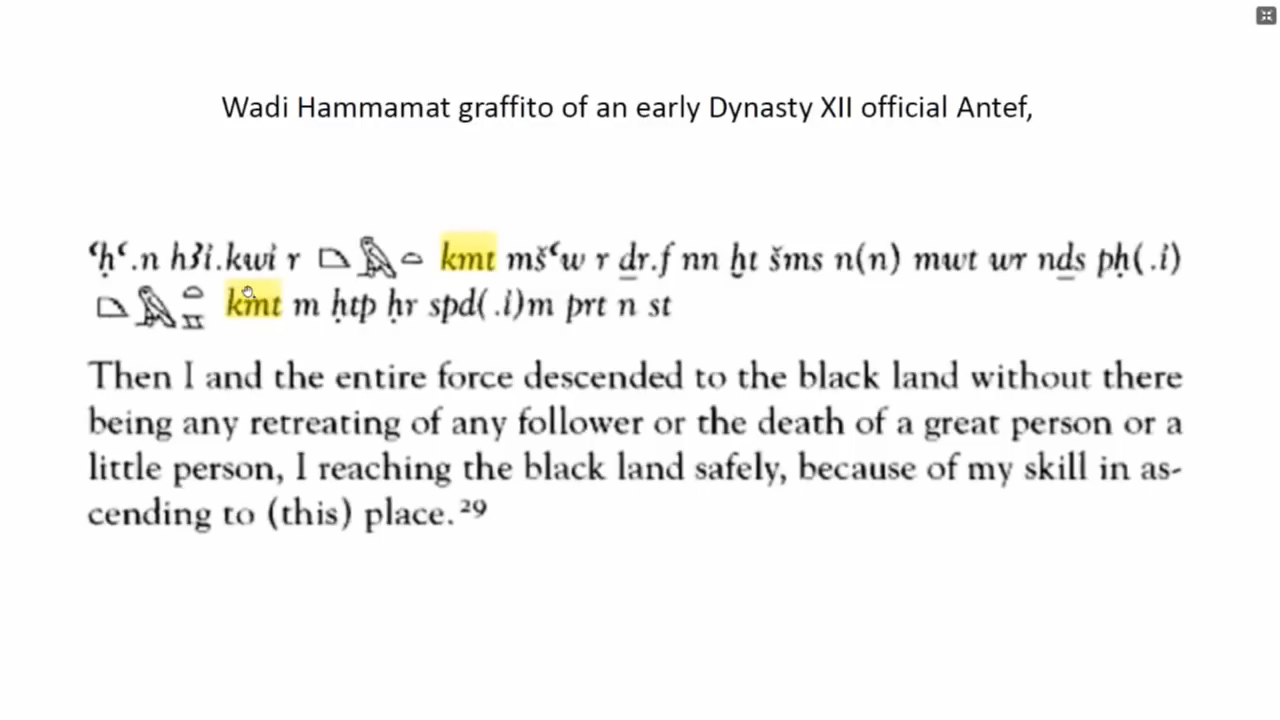 Wadi Hammamat graffito of an early Dynasty XII official Antef,
ꜥḥꜥ.n hꜣi҆.kwi҆ r 𓆎𓅓𓏏 kmt mšꜥw r ḏr.f nn ḫt šms n(n) mwt wr nḏs pḥ(.i҆)
𓆎𓅓𓏏𓈇 kmt m ḥtp ḥr spd(.i҆)m prt n st
Then I and the entire force descended to the black land without there
being any retreating of any follower or the death of a great person or a
little person, I reaching the black land safely, because of my skill in as-
cending to (this) place.²⁹